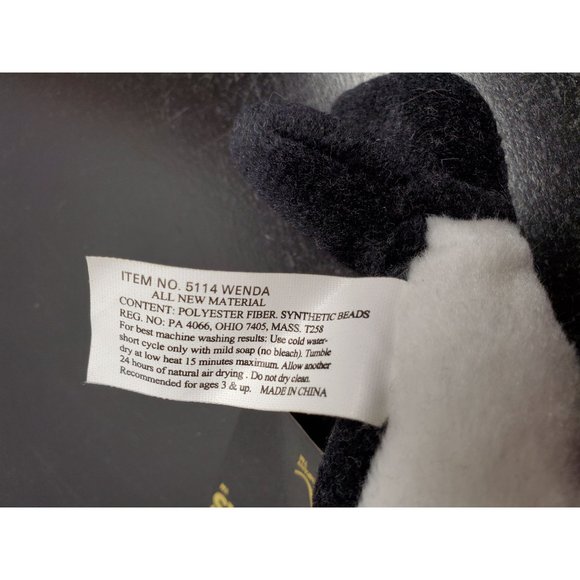 ITEM NO. 5114 WENDA
ALL NEW MATERIAL
CONTENT: POLYESTER FIBER. SYNTHETIC BEADS
REG. NO: PA 4066, OHIO 7405, MASS. T258
For best machine washing results: Use cold water-
short cycle only with mild soap (no bleach). Tumble
dry at low heat 15 minutes maximum. Allow another
24 hours of natural air drying . Do not dry clean.
Recommended for ages 3 & up. MADE IN CHINA